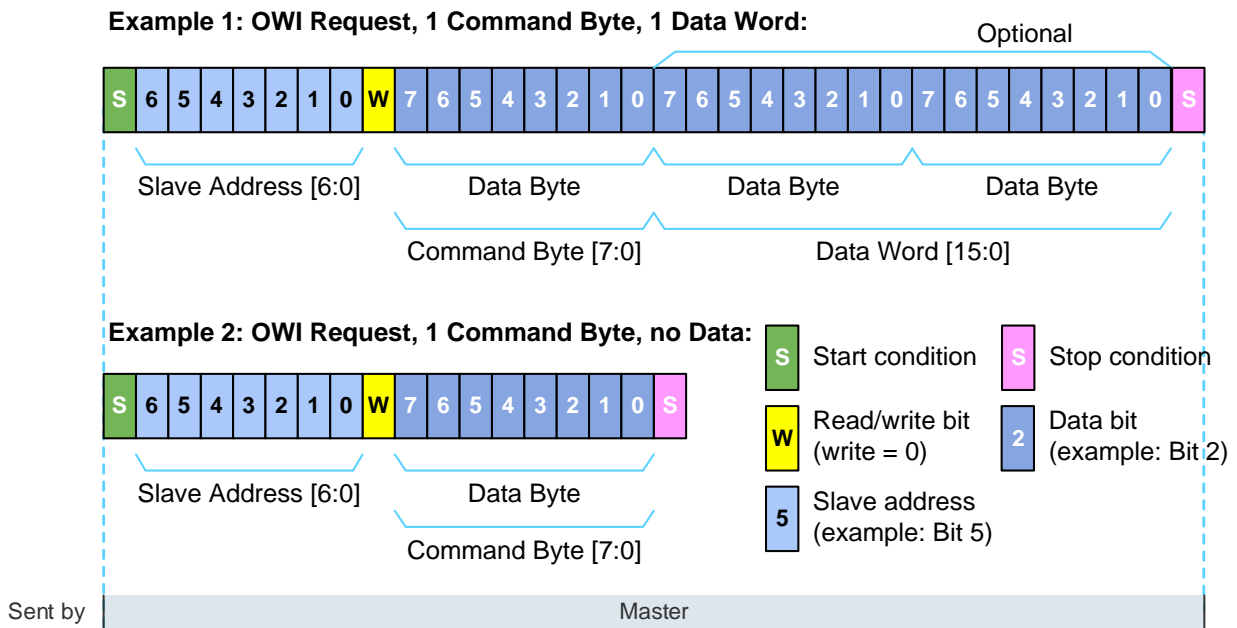 Example 1: OWI Request, 1 Command Byte, 1 Data Word:
Optional
S 6 5 4 3 2 1 0 W 7 6 5 4 3 2 1 0 7 6 5 4 3 2 1 0 7 6 5 4 3 2 1 0 S
Slave Address [6:0] Data Byte Data Byte Data Byte
Command Byte [7:0] Data Word [15:0]
Example 2: OWI Request, 1 Command Byte, no Data:
S 6 5 4 3 2 1 0 W 7 6 5 4 3 2 1 0 S
Slave Address [6:0] Data Byte
Command Byte [7:0]
S Start condition
S Stop condition
W Read/write bit
(write = 0)
2 Data bit
(example: Bit 2)
5 Slave address
(example: Bit 5)
Sent by Master